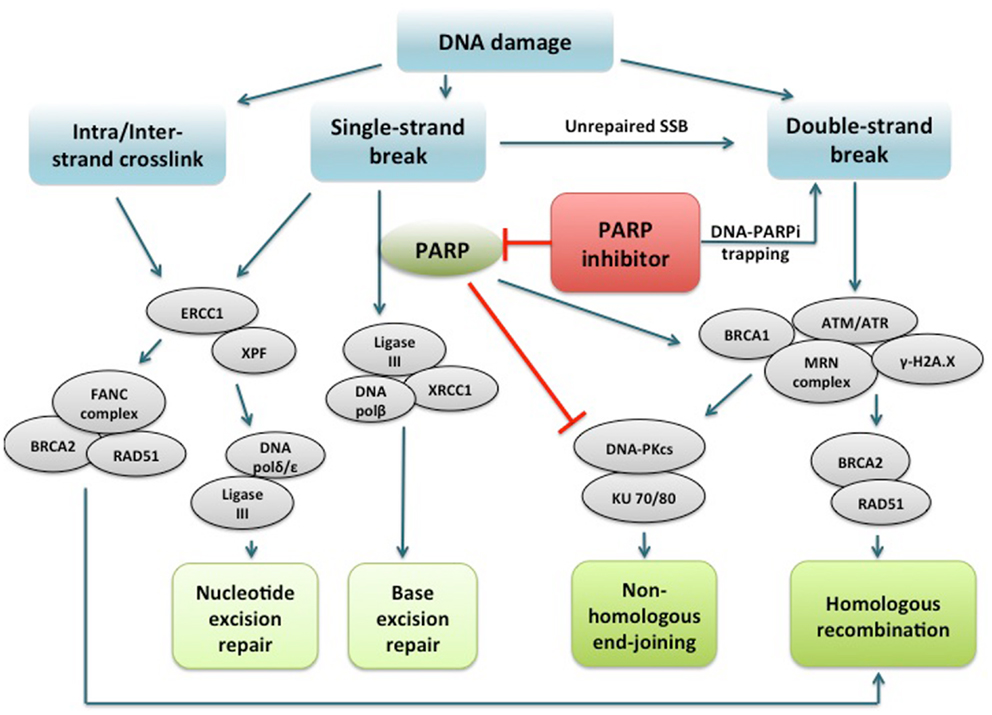 DNA damage
Intra/Inter-
strand crosslink
Single-strand
break
Unrepaired SSB
Double-strand
break
PARP
PARP
inhibitor
DNA-PARPi
trapping
ERCC1
XPF
Ligase
III
DNA
polβ
XRCC1
BRCA1
ATM/ATR
MRN
complex
γ-H2A.X
FANC
complex
BRCA2
RAD51
DNA
polδ/ε
Ligase
III
DNA-PKcs
KU 70/80
BRCA2
RAD51
Nucleotide
excision
repair
Base
excision
repair
Non-
homologous
end-joining
Homologous
recombination